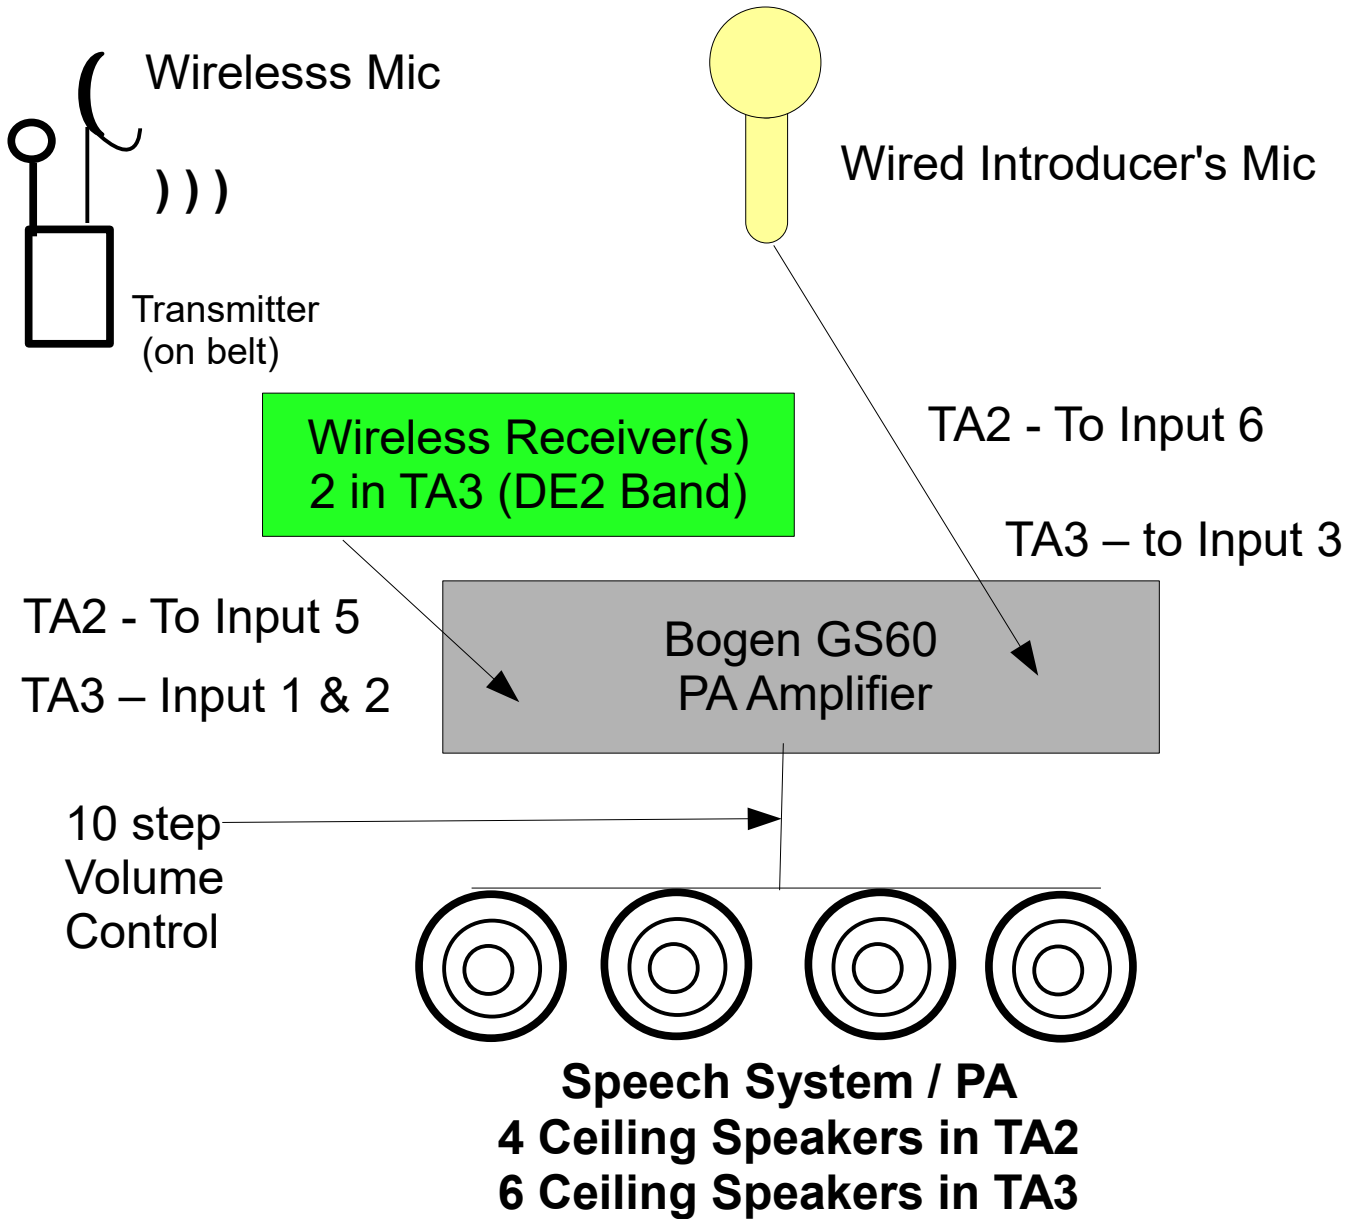 Wirelesss Mic
Wired Introducer's Mic
) ) )
Transmitter
(on belt)
Wireless Receiver(s)
2 in TA3 (DE2 Band)
TA2 - To Input 6
TA3 – to Input 3
TA2 - To Input 5
TA3 – Input 1 & 2
Bogen GS60
PA Amplifier
10 step
Volume
Control
Speech System / PA
4 Ceiling Speakers in TA2
6 Ceiling Speakers in TA3